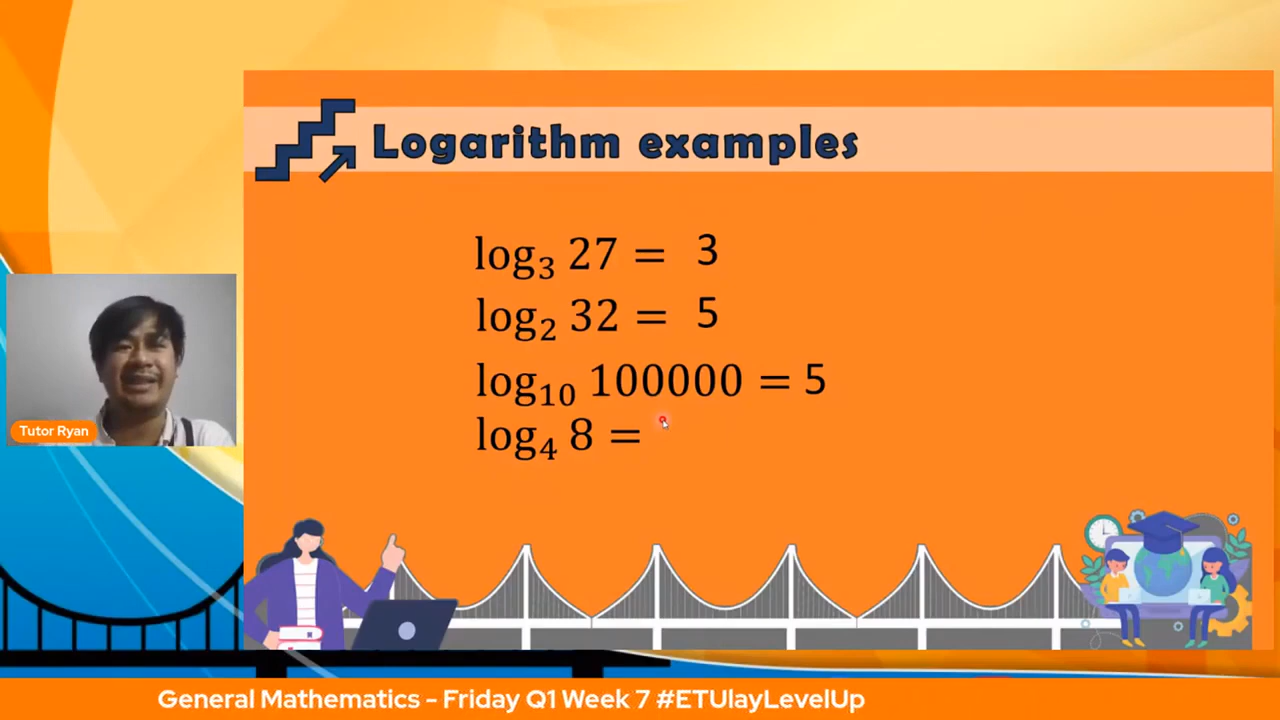 Logarithm examples
log₃ 27 = 3
log₂ 32 = 5
log₁₀ 100000 = 5
log₄ 8 =
Tutor Ryan
General Mathematics - Friday Q1 Week 7 #ETUlayLevelUp